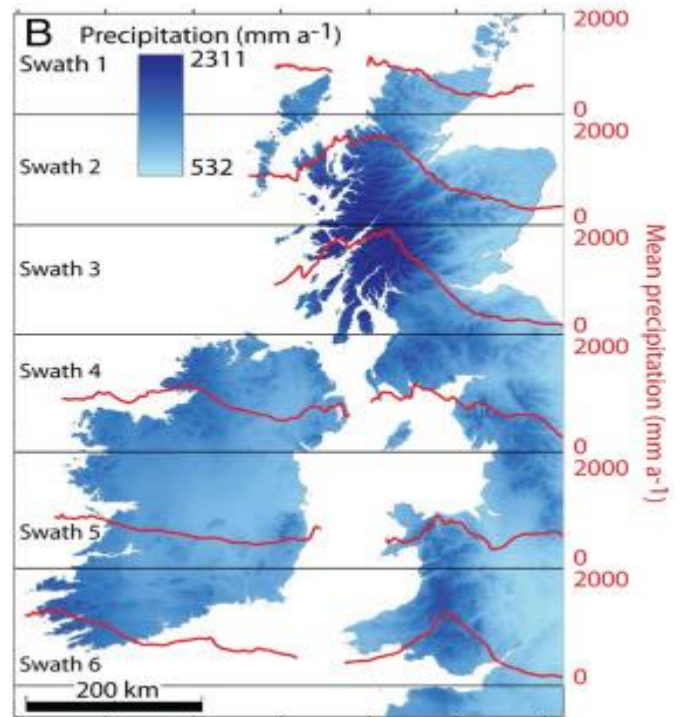 B
Precipitation (mm a-1)
2311
532
Swath 1
2000
0
Swath 2
2000
0
Swath 3
2000
0
Swath 4
2000
0
Swath 5
2000
0
Swath 6
2000
0
Mean precipitation (mm a-1)
200 km